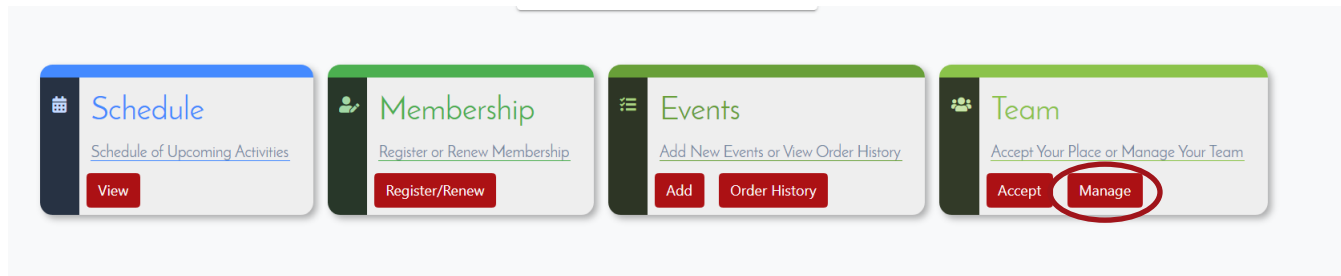 Schedule
Schedule of Upcoming Activities
View
Membership
Register or Renew Membership
Register/Renew
Events
Add New Events or View Order History
Add Order History
Team
Accept Your Place or Manage Your Team
Accept Manage